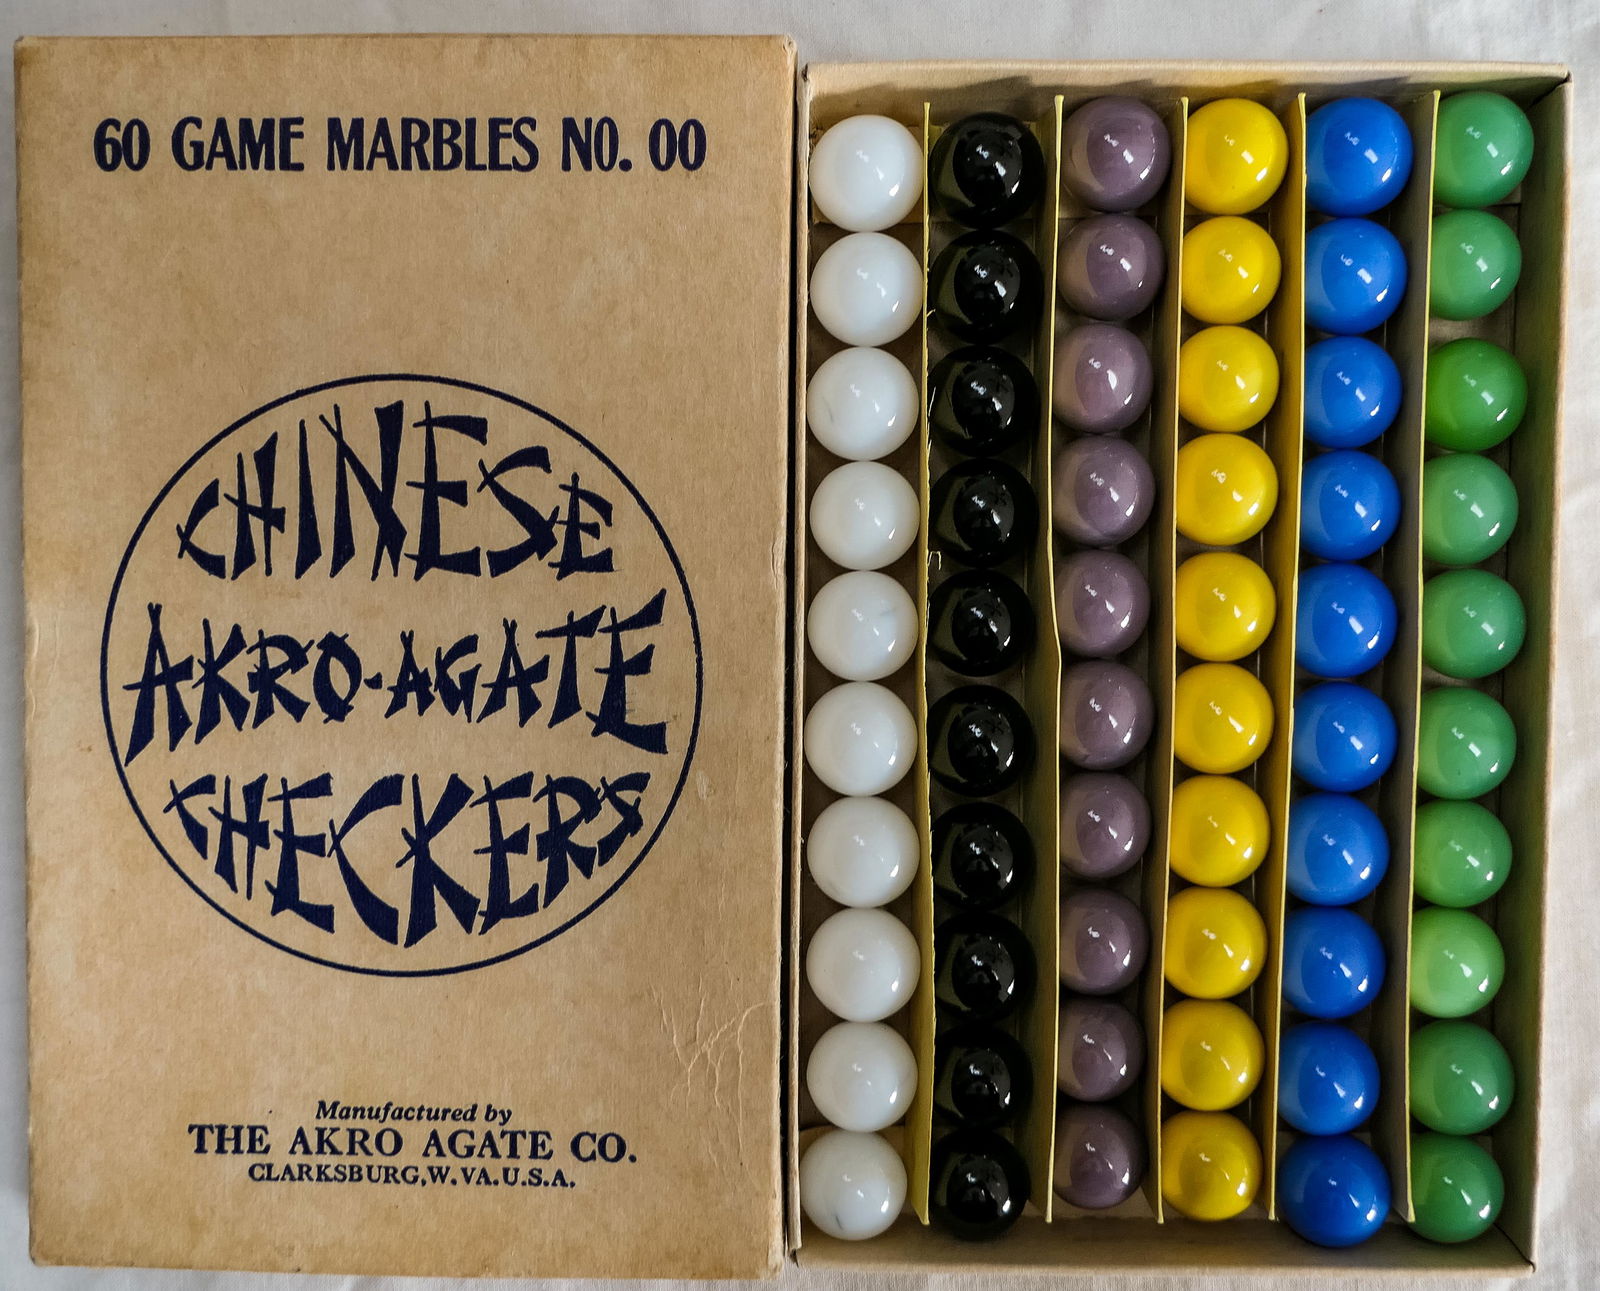 60 GAME MARBLES NO. 00
CHINESE
AKRO-AGATE
CHECKERS
Manufactured by
THE AKRO AGATE CO.
CLARKSBURG, W. VA. U.S.A.